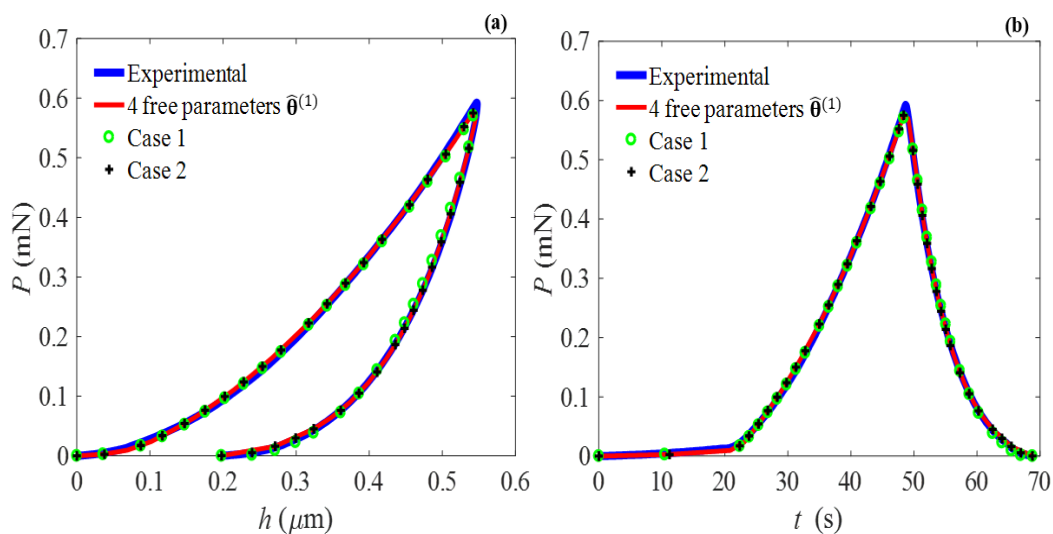 (a)
0.7
0.6
0.5
0.4
0.3
0.2
0.1
0
P (mN)
Experimental
4 free parameters θ̂⁽¹⁾
Case 1
Case 2
0
0.1
0.2
0.3
0.4
0.5
0.6
h (μm)
(b)
0.7
0.6
0.5
0.4
0.3
0.2
0.1
0
P (mN)
Experimental
4 free parameters θ̂⁽¹⁾
Case 1
Case 2
0
10
20
30
40
50
60
70
t (s)